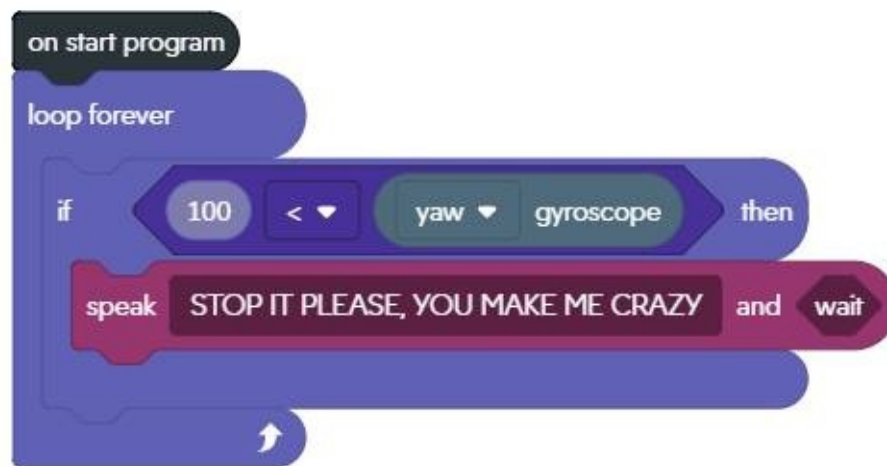 on start program
loop forever
if 100 < yaw gyroscope then
speak STOP IT PLEASE, YOU MAKE ME CRAZY and wait